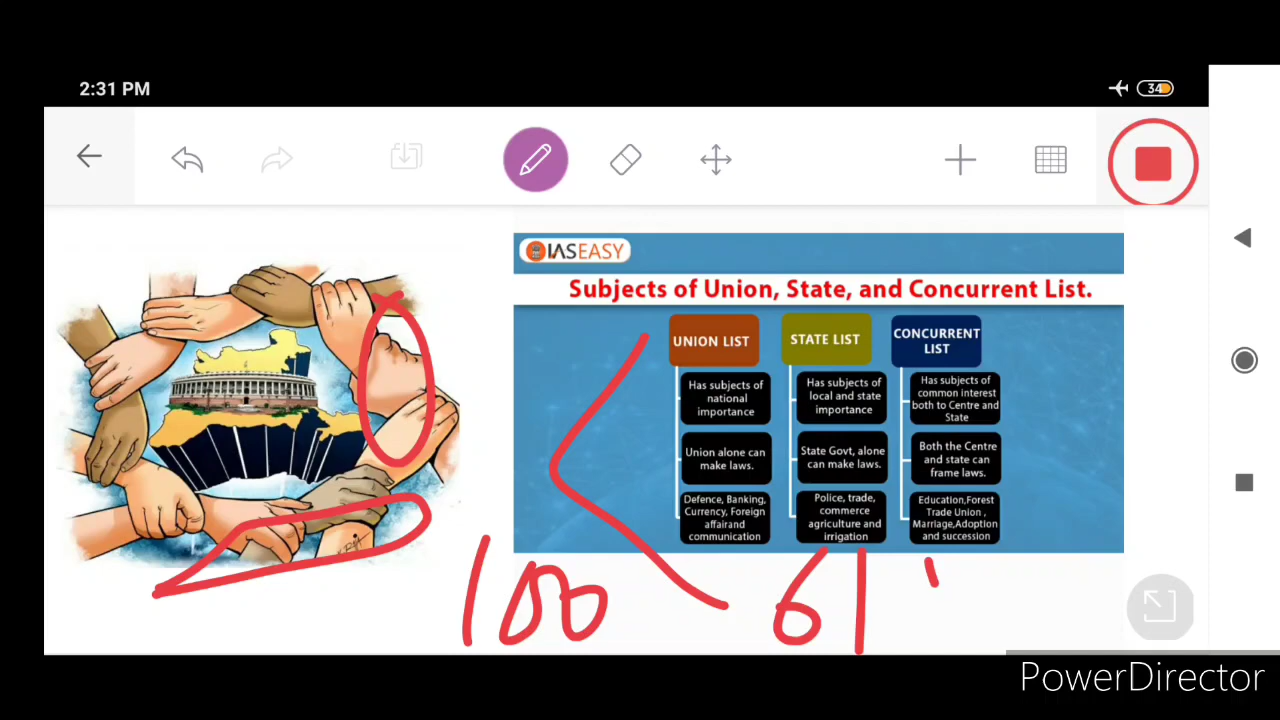 2:31 PM
34
IASEASY
Subjects of Union, State, and Concurrent List.
UNION LIST
Has subjects of
national
importance
Union alone can
make laws.
Defence, Banking,
Currency, Foreign
affairand
communication
STATE LIST
Has subjects of
local and state
importance
State Govt, alone
can make laws.
Police, trade,
commerce
agriculture and
irrigation
CONCURRENT
LIST
Has subjects of
common interest
both to Centre and
State
Both the Centre
and state can
frame laws.
Education,Forest
Trade Union ,
Marriage,Adoption
and succession
100
61
PowerDirector